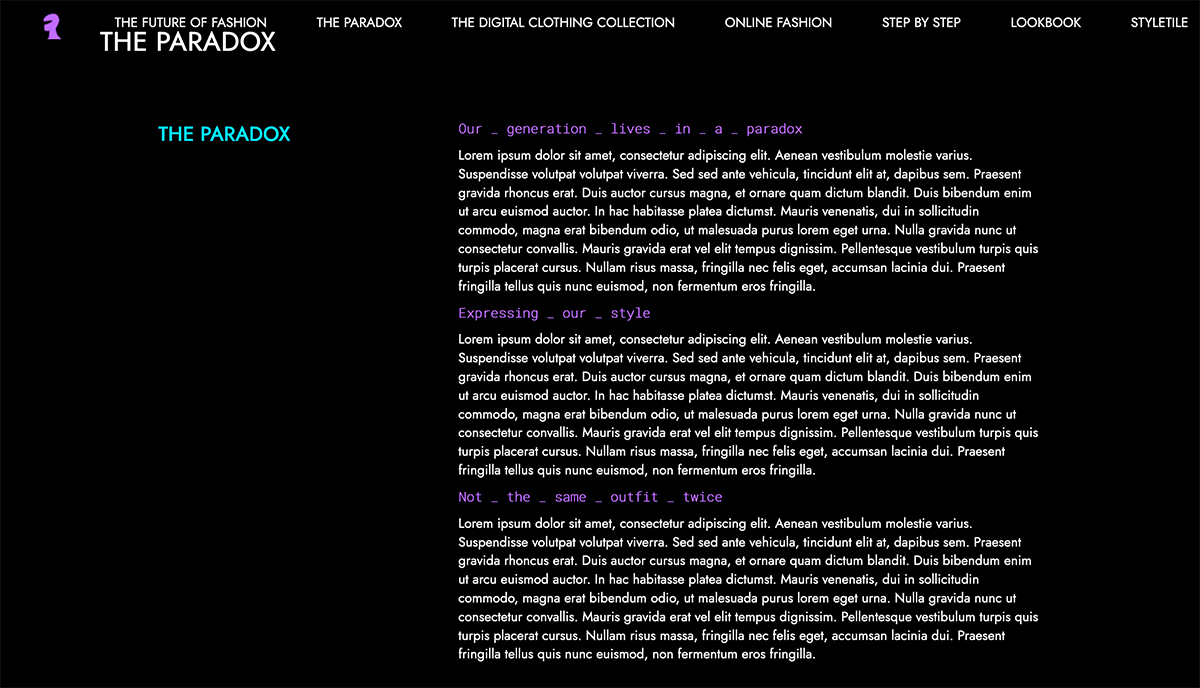 THE FUTURE OF FASHION THE PARADOX THE DIGITAL CLOTHING COLLECTION ONLINE FASHION STEP BY STEP LOOKBOOK STYLETILE
THE PARADOX
THE PARADOX
Our _ generation _ lives _ in _ a _ paradox
Lorem ipsum dolor sit amet, consectetur adipiscing elit. Aenean vestibulum molestie varius.
Suspendisse volutpat volutpat viverra. Sed sed ante vehicula, tincidunt elit at, dapibus sem. Praesent
gravida rhoncus erat. Duis auctor cursus magna, et ornare quam dictum blandit. Duis bibendum enim
ut arcu euismod auctor. In hac habitasse platea dictumst. Mauris venenatis, dui in sollicitudin
commodo, magna erat bibendum odio, ut malesuada purus lorem eget urna. Nulla gravida nunc ut
consectetur convallis. Mauris gravida erat vel elit tempus dignissim. Pellentesque vestibulum turpis quis
turpis placerat cursus. Nullam risus massa, fringilla nec felis eget, accumsan lacinia dui. Praesent
fringilla tellus quis nunc euismod, non fermentum eros fringilla.
Expressing _ our _ style
Lorem ipsum dolor sit amet, consectetur adipiscing elit. Aenean vestibulum molestie varius.
Suspendisse volutpat volutpat viverra. Sed sed ante vehicula, tincidunt elit at, dapibus sem. Praesent
gravida rhoncus erat. Duis auctor cursus magna, et ornare quam dictum blandit. Duis bibendum enim
ut arcu euismod auctor. In hac habitasse platea dictumst. Mauris venenatis, dui in sollicitudin
commodo, magna erat bibendum odio, ut malesuada purus lorem eget urna. Nulla gravida nunc ut
consectetur convallis. Mauris gravida erat vel elit tempus dignissim. Pellentesque vestibulum turpis quis
turpis placerat cursus. Nullam risus massa, fringilla nec felis eget, accumsan lacinia dui. Praesent
fringilla tellus quis nunc euismod, non fermentum eros fringilla.
Not _ the _ same _ outfit _ twice
Lorem ipsum dolor sit amet, consectetur adipiscing elit. Aenean vestibulum molestie varius.
Suspendisse volutpat volutpat viverra. Sed sed ante vehicula, tincidunt elit at, dapibus sem. Praesent
gravida rhoncus erat. Duis auctor cursus magna, et ornare quam dictum blandit. Duis bibendum enim
ut arcu euismod auctor. In hac habitasse platea dictumst. Mauris venenatis, dui in sollicitudin
commodo, magna erat bibendum odio, ut malesuada purus lorem eget urna. Nulla gravida nunc ut
consectetur convallis. Mauris gravida erat vel elit tempus dignissim. Pellentesque vestibulum turpis quis
turpis placerat cursus. Nullam risus massa, fringilla nec felis eget, accumsan lacinia dui. Praesent
fringilla tellus quis nunc euismod, non fermentum eros fringilla.